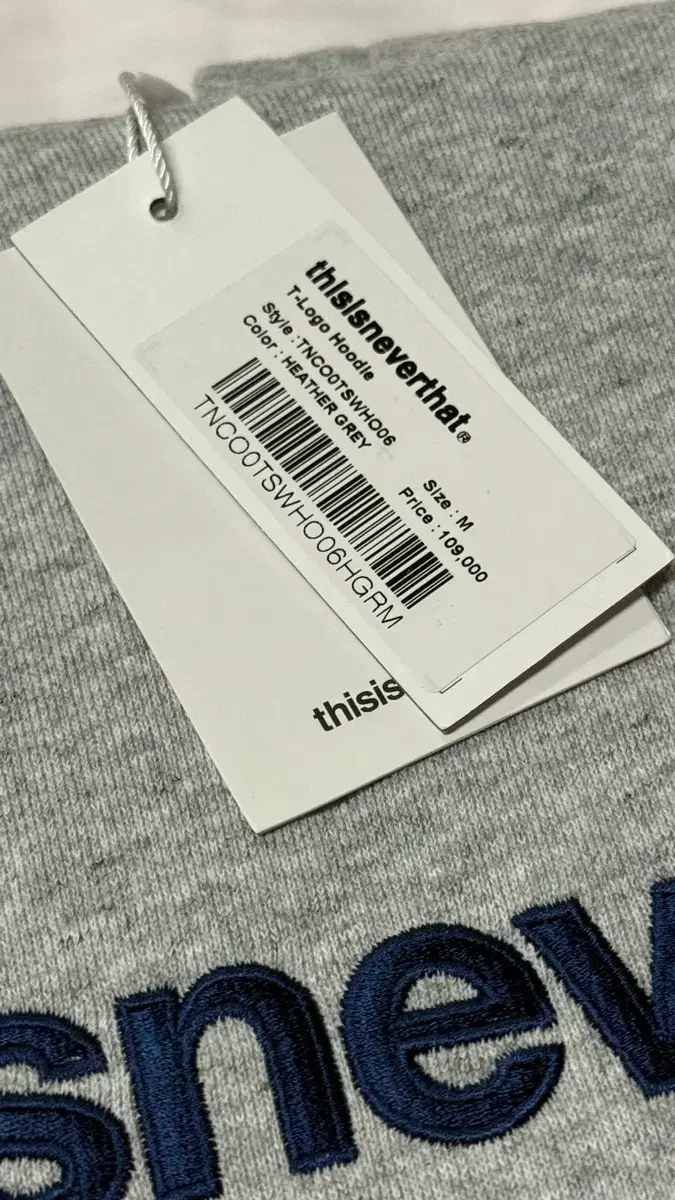 thisisneverthat®
T-Logo Hoodie
Style :TNCO0TSWHO06
Color : HEATHER GREY
Size : M
Price :109,000
TNCO0TSWHO06HGRM
thisis
snev